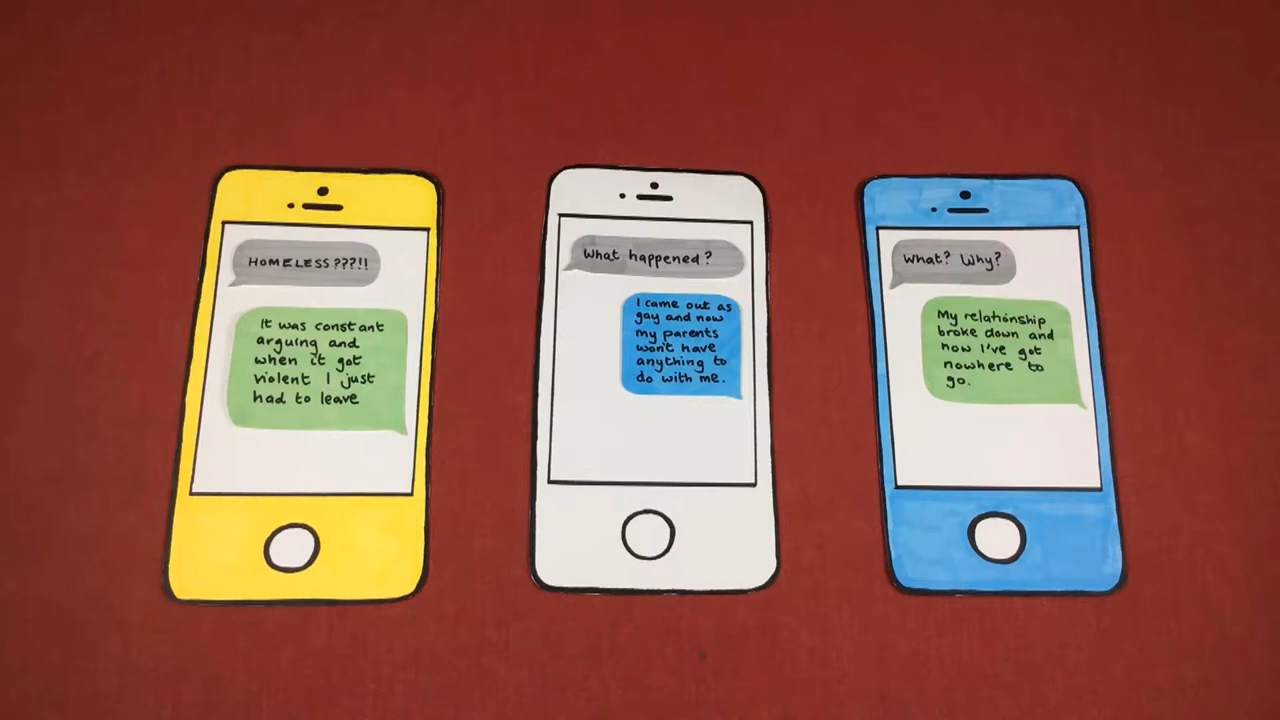 HOMELESS???!!
It was constant
arguing and
when it got
violent I just
had to leave
What happened?
I came out as
gay and now
my parents
won't have
anything to
do with me.
What? Why?
My relationship
broke down and
now I've got
nowhere to
go.